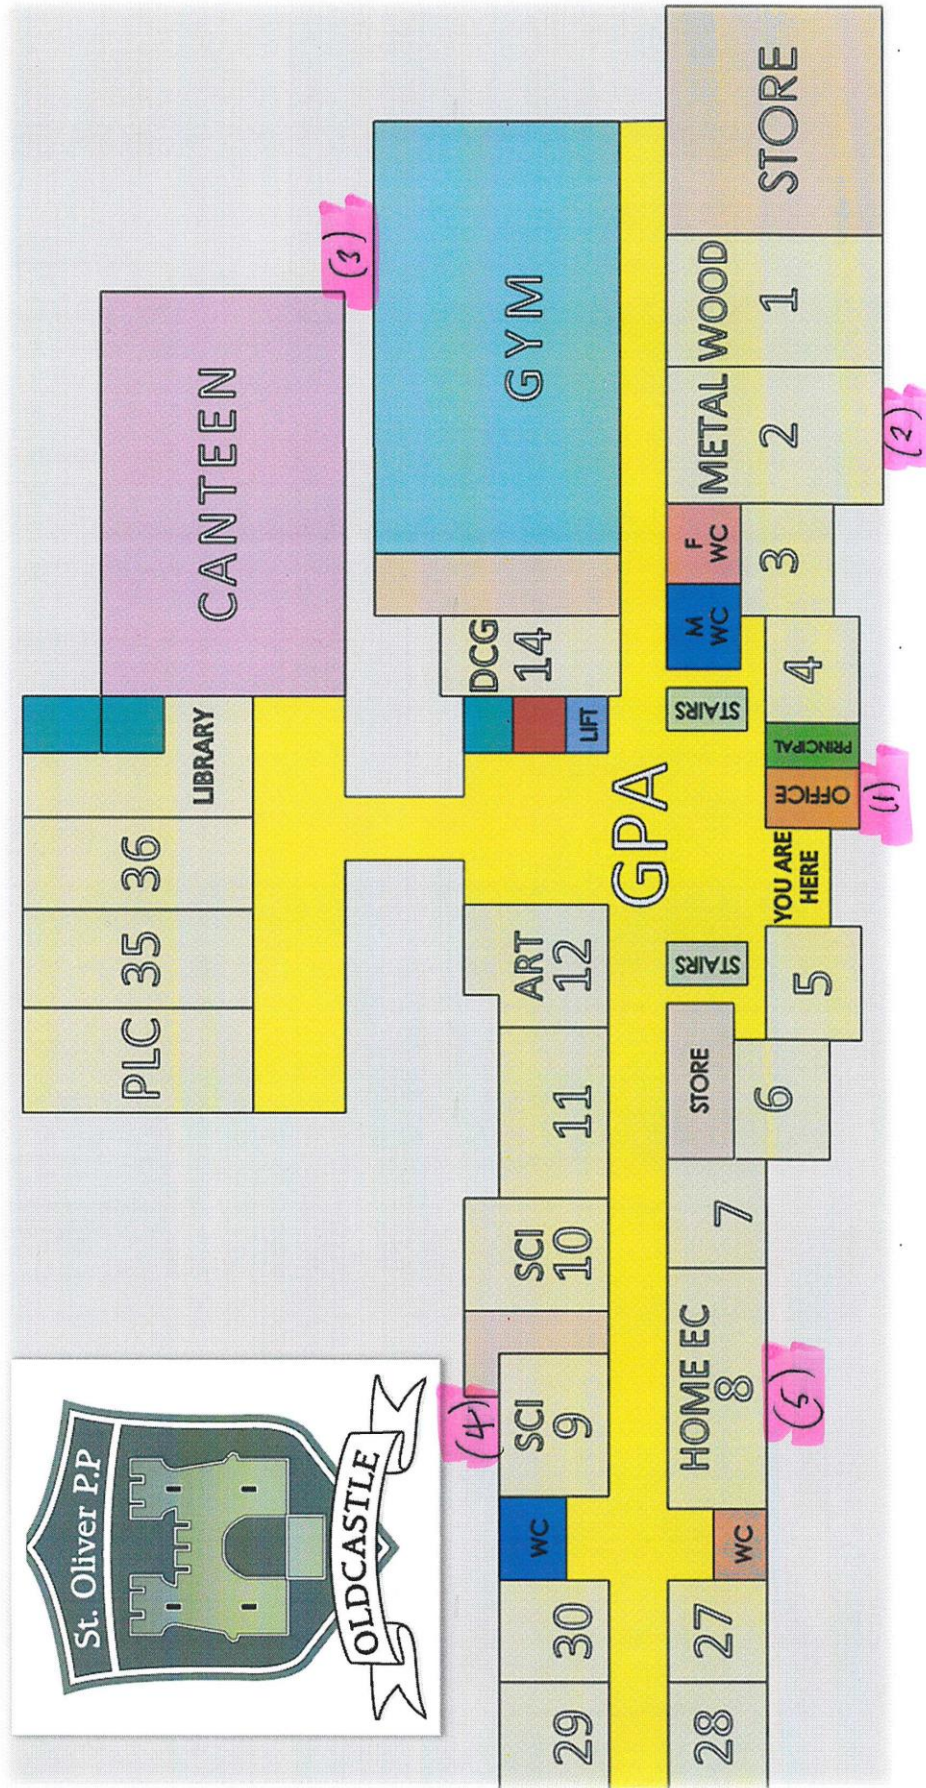 St. Oliver P.P
OLDCASTLE
PLC 35 36
LIBRARY
CANTEEN
(3)
(4)
WC
29 30
SCI
9
SCI
10
11
ART
12
DCG
14
LIFT
GYM
GPA
STAIRS
STAIRS
28 27
WC
HOME EC
8
(5)
7
STORE
6
5
YOU ARE
HERE
OFFICE
(1)
PRINCIPAL
4
M
WC
F
WC
3
METAL
2
(2)
WOOD
1
STORE